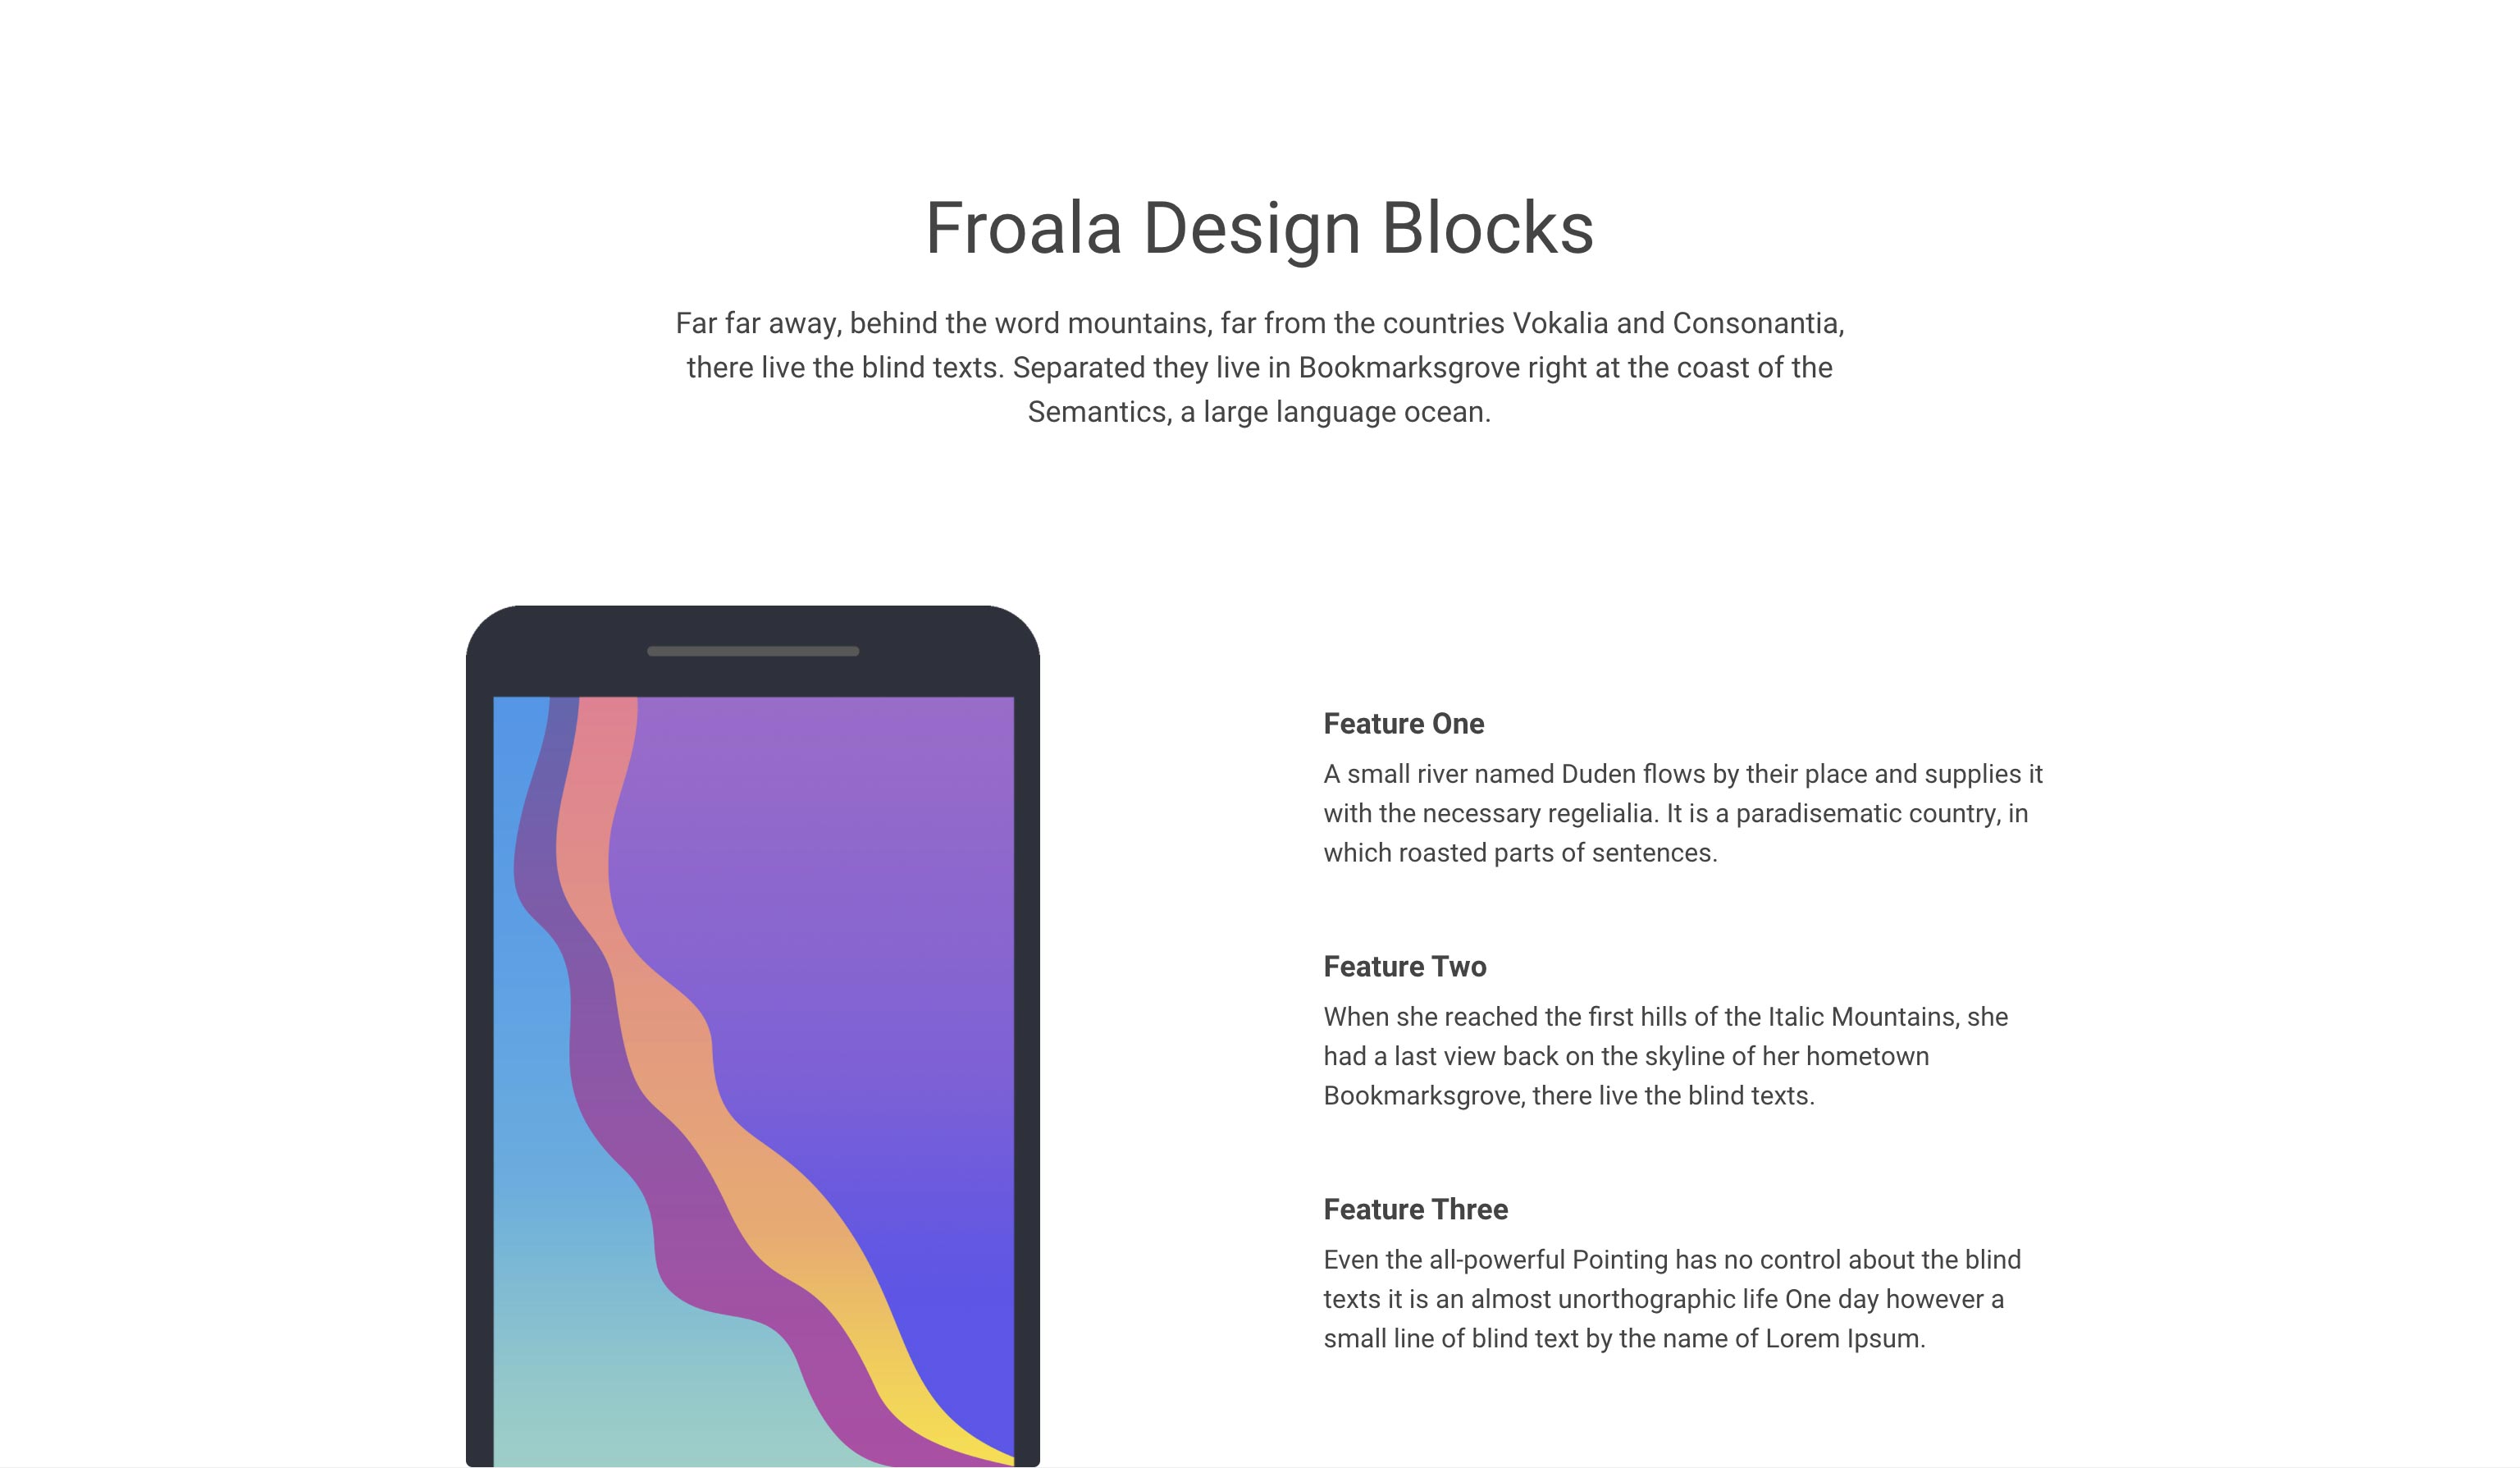 Froala Design Blocks
Far far away, behind the word mountains, far from the countries Vokalia and Consonantia,
there live the blind texts. Separated they live in Bookmarksgrove right at the coast of the
Semantics, a large language ocean.
Feature One
A small river named Duden flows by their place and supplies it
with the necessary regelialia. It is a paradisematic country, in
which roasted parts of sentences.
Feature Two
When she reached the first hills of the Italic Mountains, she
had a last view back on the skyline of her hometown
Bookmarksgrove, there live the blind texts.
Feature Three
Even the all-powerful Pointing has no control about the blind
texts it is an almost unorthographic life One day however a
small line of blind text by the name of Lorem Ipsum.